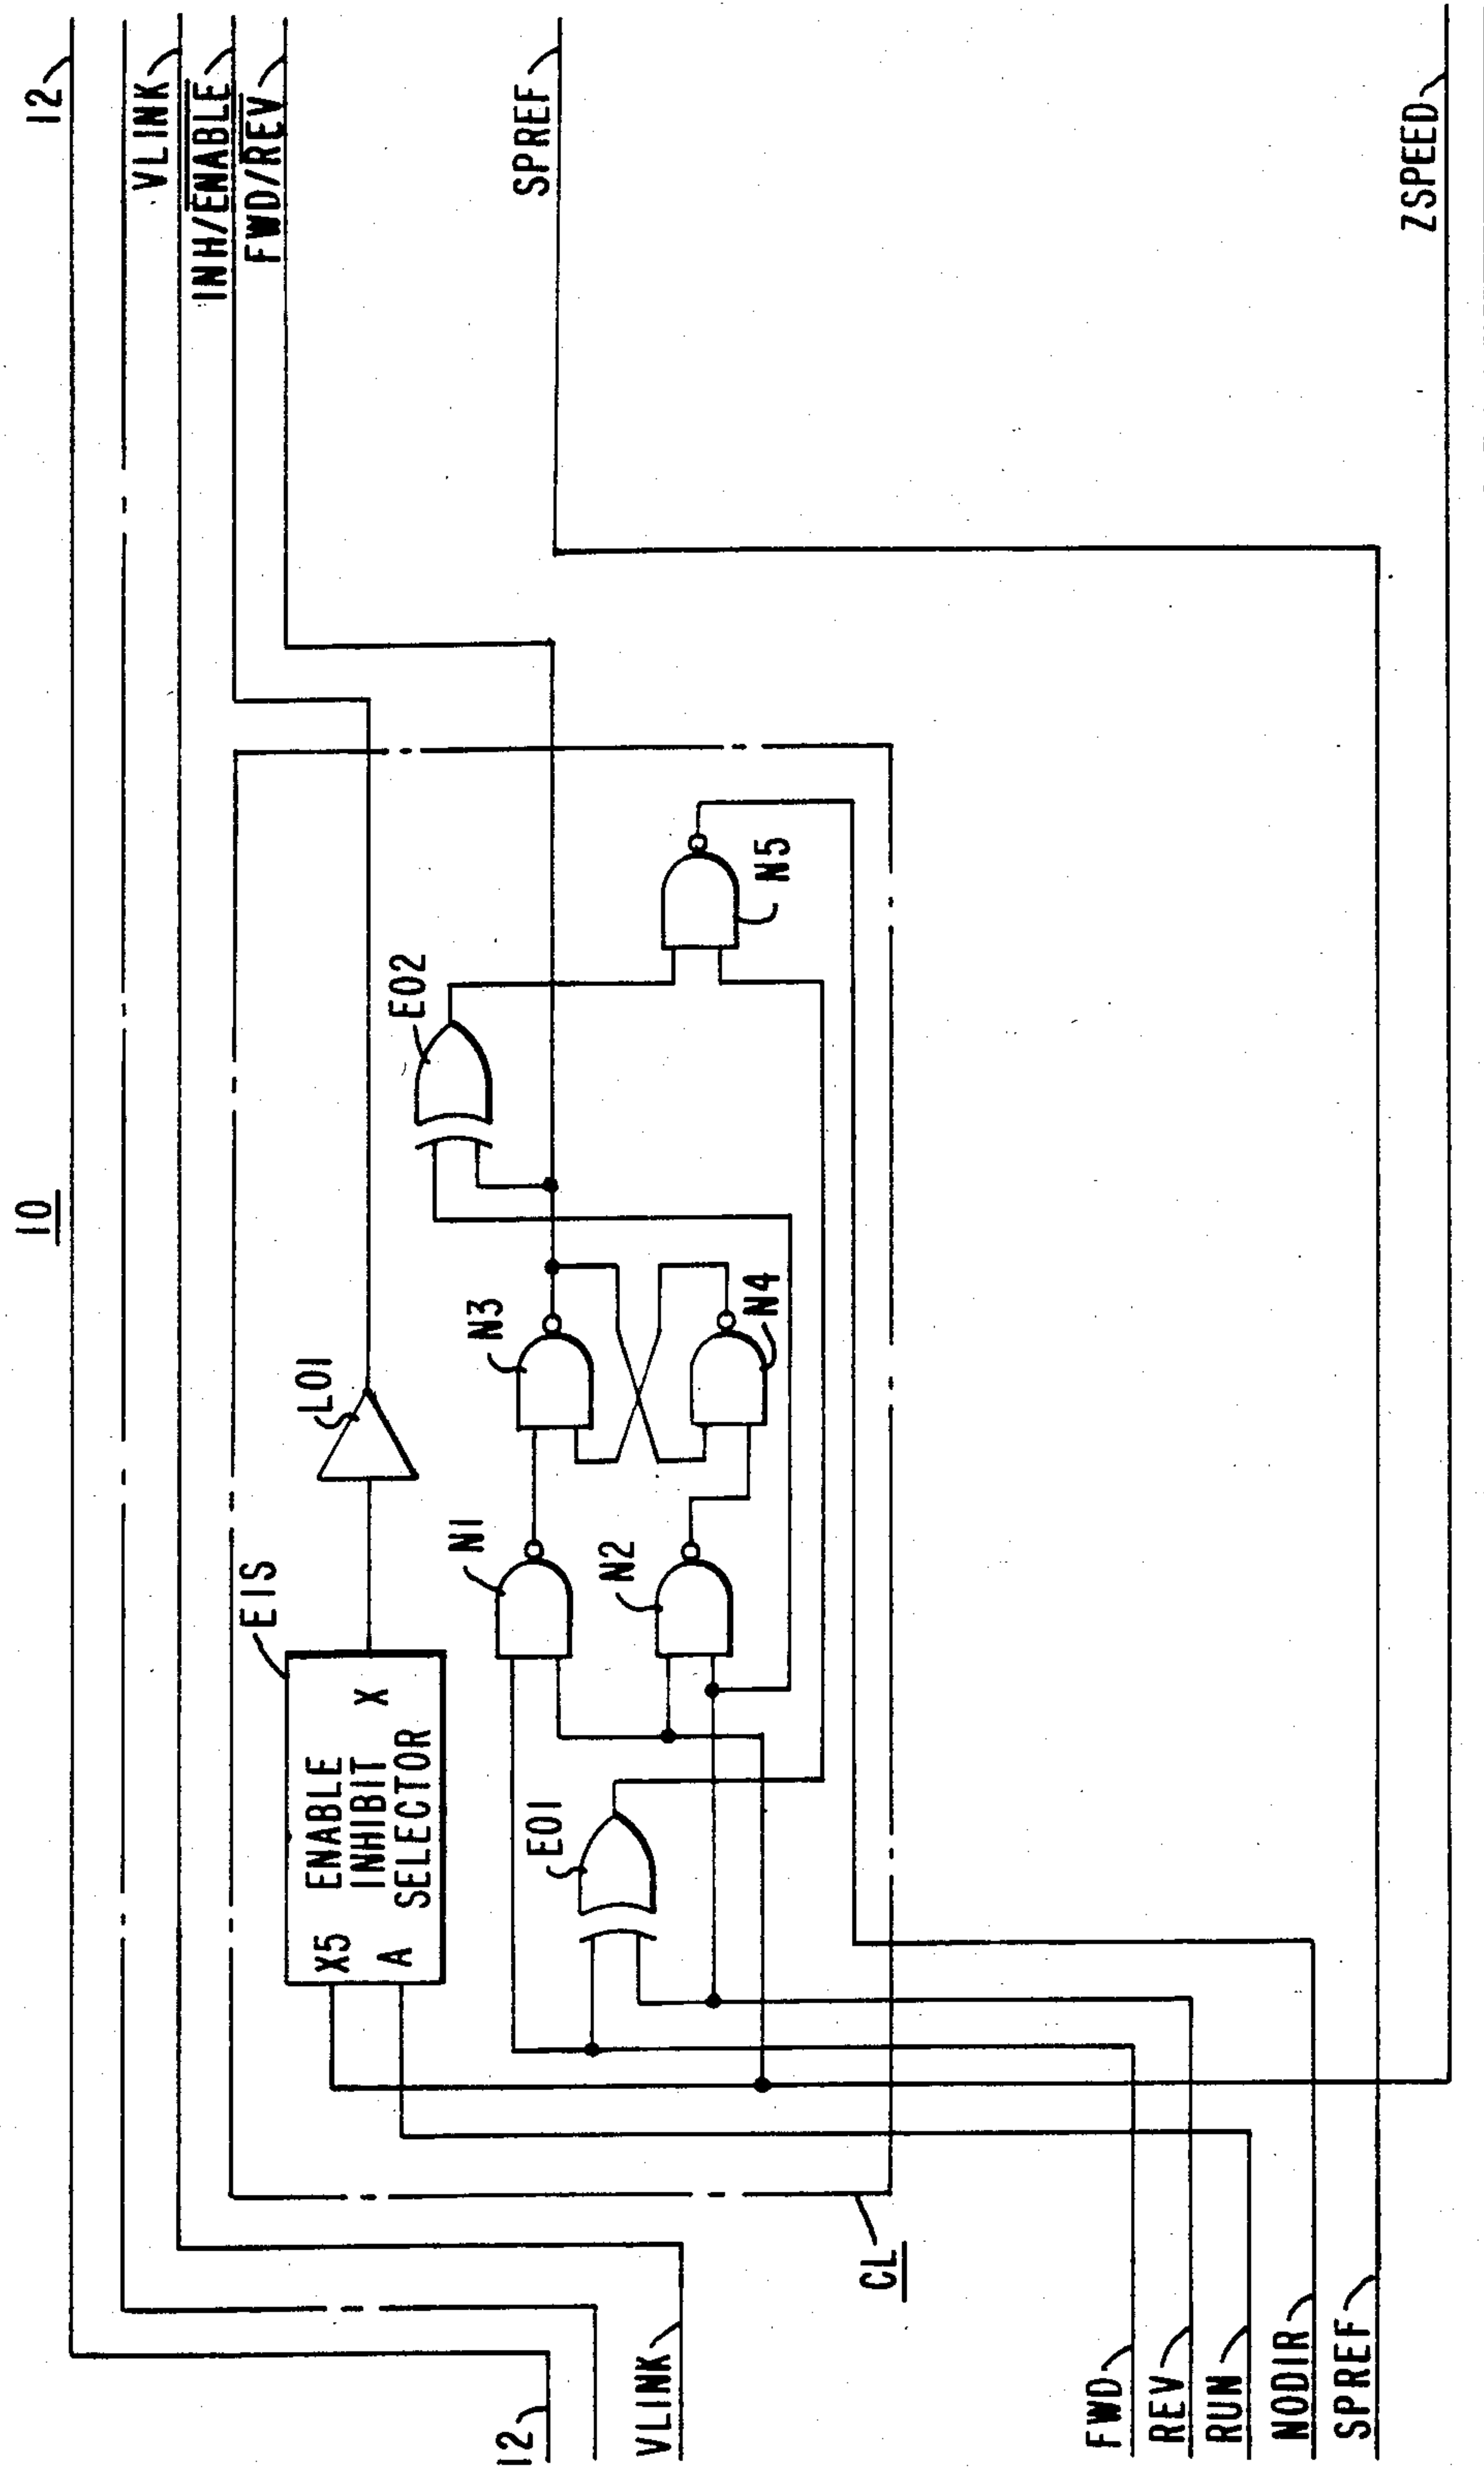 10
12
VLINK
INH/ENABLE
FWD/REV
SPREF
ZSPEED
EIS
ENABLE
INHIBIT
SELECTOR
X5
A
X
LO1
EO2
N1
N3
N2
N4
N5
EO1
CL
12
VLINK
FWD
REV
RUN
NODIR
SPREF